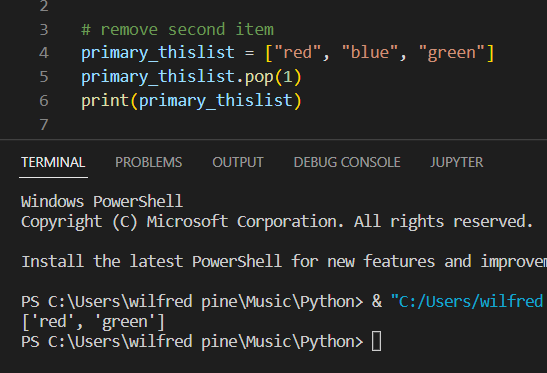 2
3 # remove second item
4 primary_thislist = ["red", "blue", "green"]
5 primary_thislist.pop(1)
6 print(primary_thislist)
7
TERMINAL PROBLEMS OUTPUT DEBUG CONSOLE JUPYTER
Windows PowerShell
Copyright (C) Microsoft Corporation. All rights reserved.
Install the latest PowerShell for new features and improvem
PS C:\Users\wilfred pine\Music\Python> & "C:/Users/wilfred
['red', 'green']
PS C:\Users\wilfred pine\Music\Python>